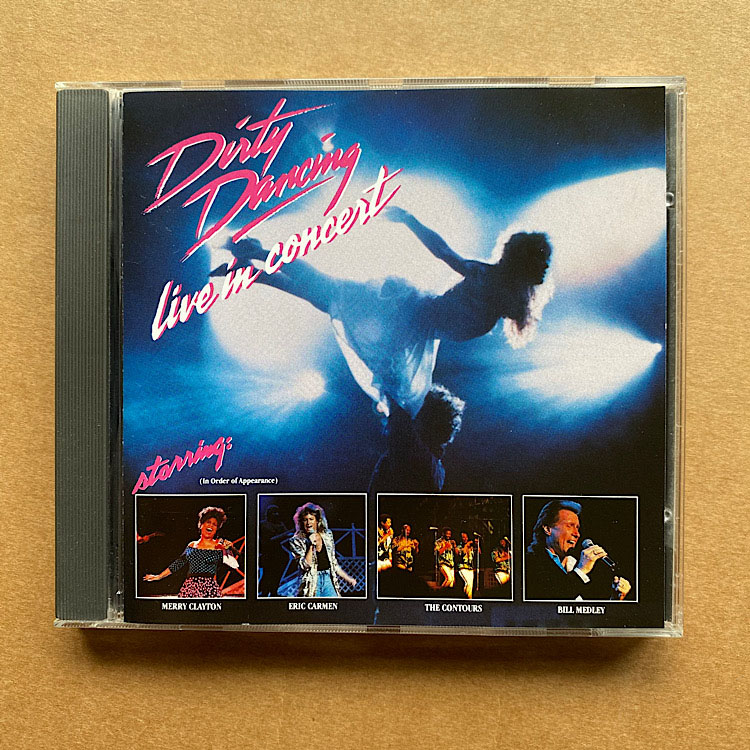 Dirty
Dancing
live in concert
starring:
(In Order of Appearance)
MERRY CLAYTON
ERIC CARMEN
THE CONTOURS
BILL MEDLEY